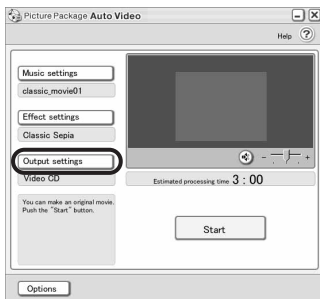 Picture Package Auto Video
Help ?
Music settings
classic_movie01
Effect settings
Classic Sepia
Output settings
Video CD
- +
Estimated processing time 3 : 00
You can make an original movie.
Push the "Start" button.
Start
Options